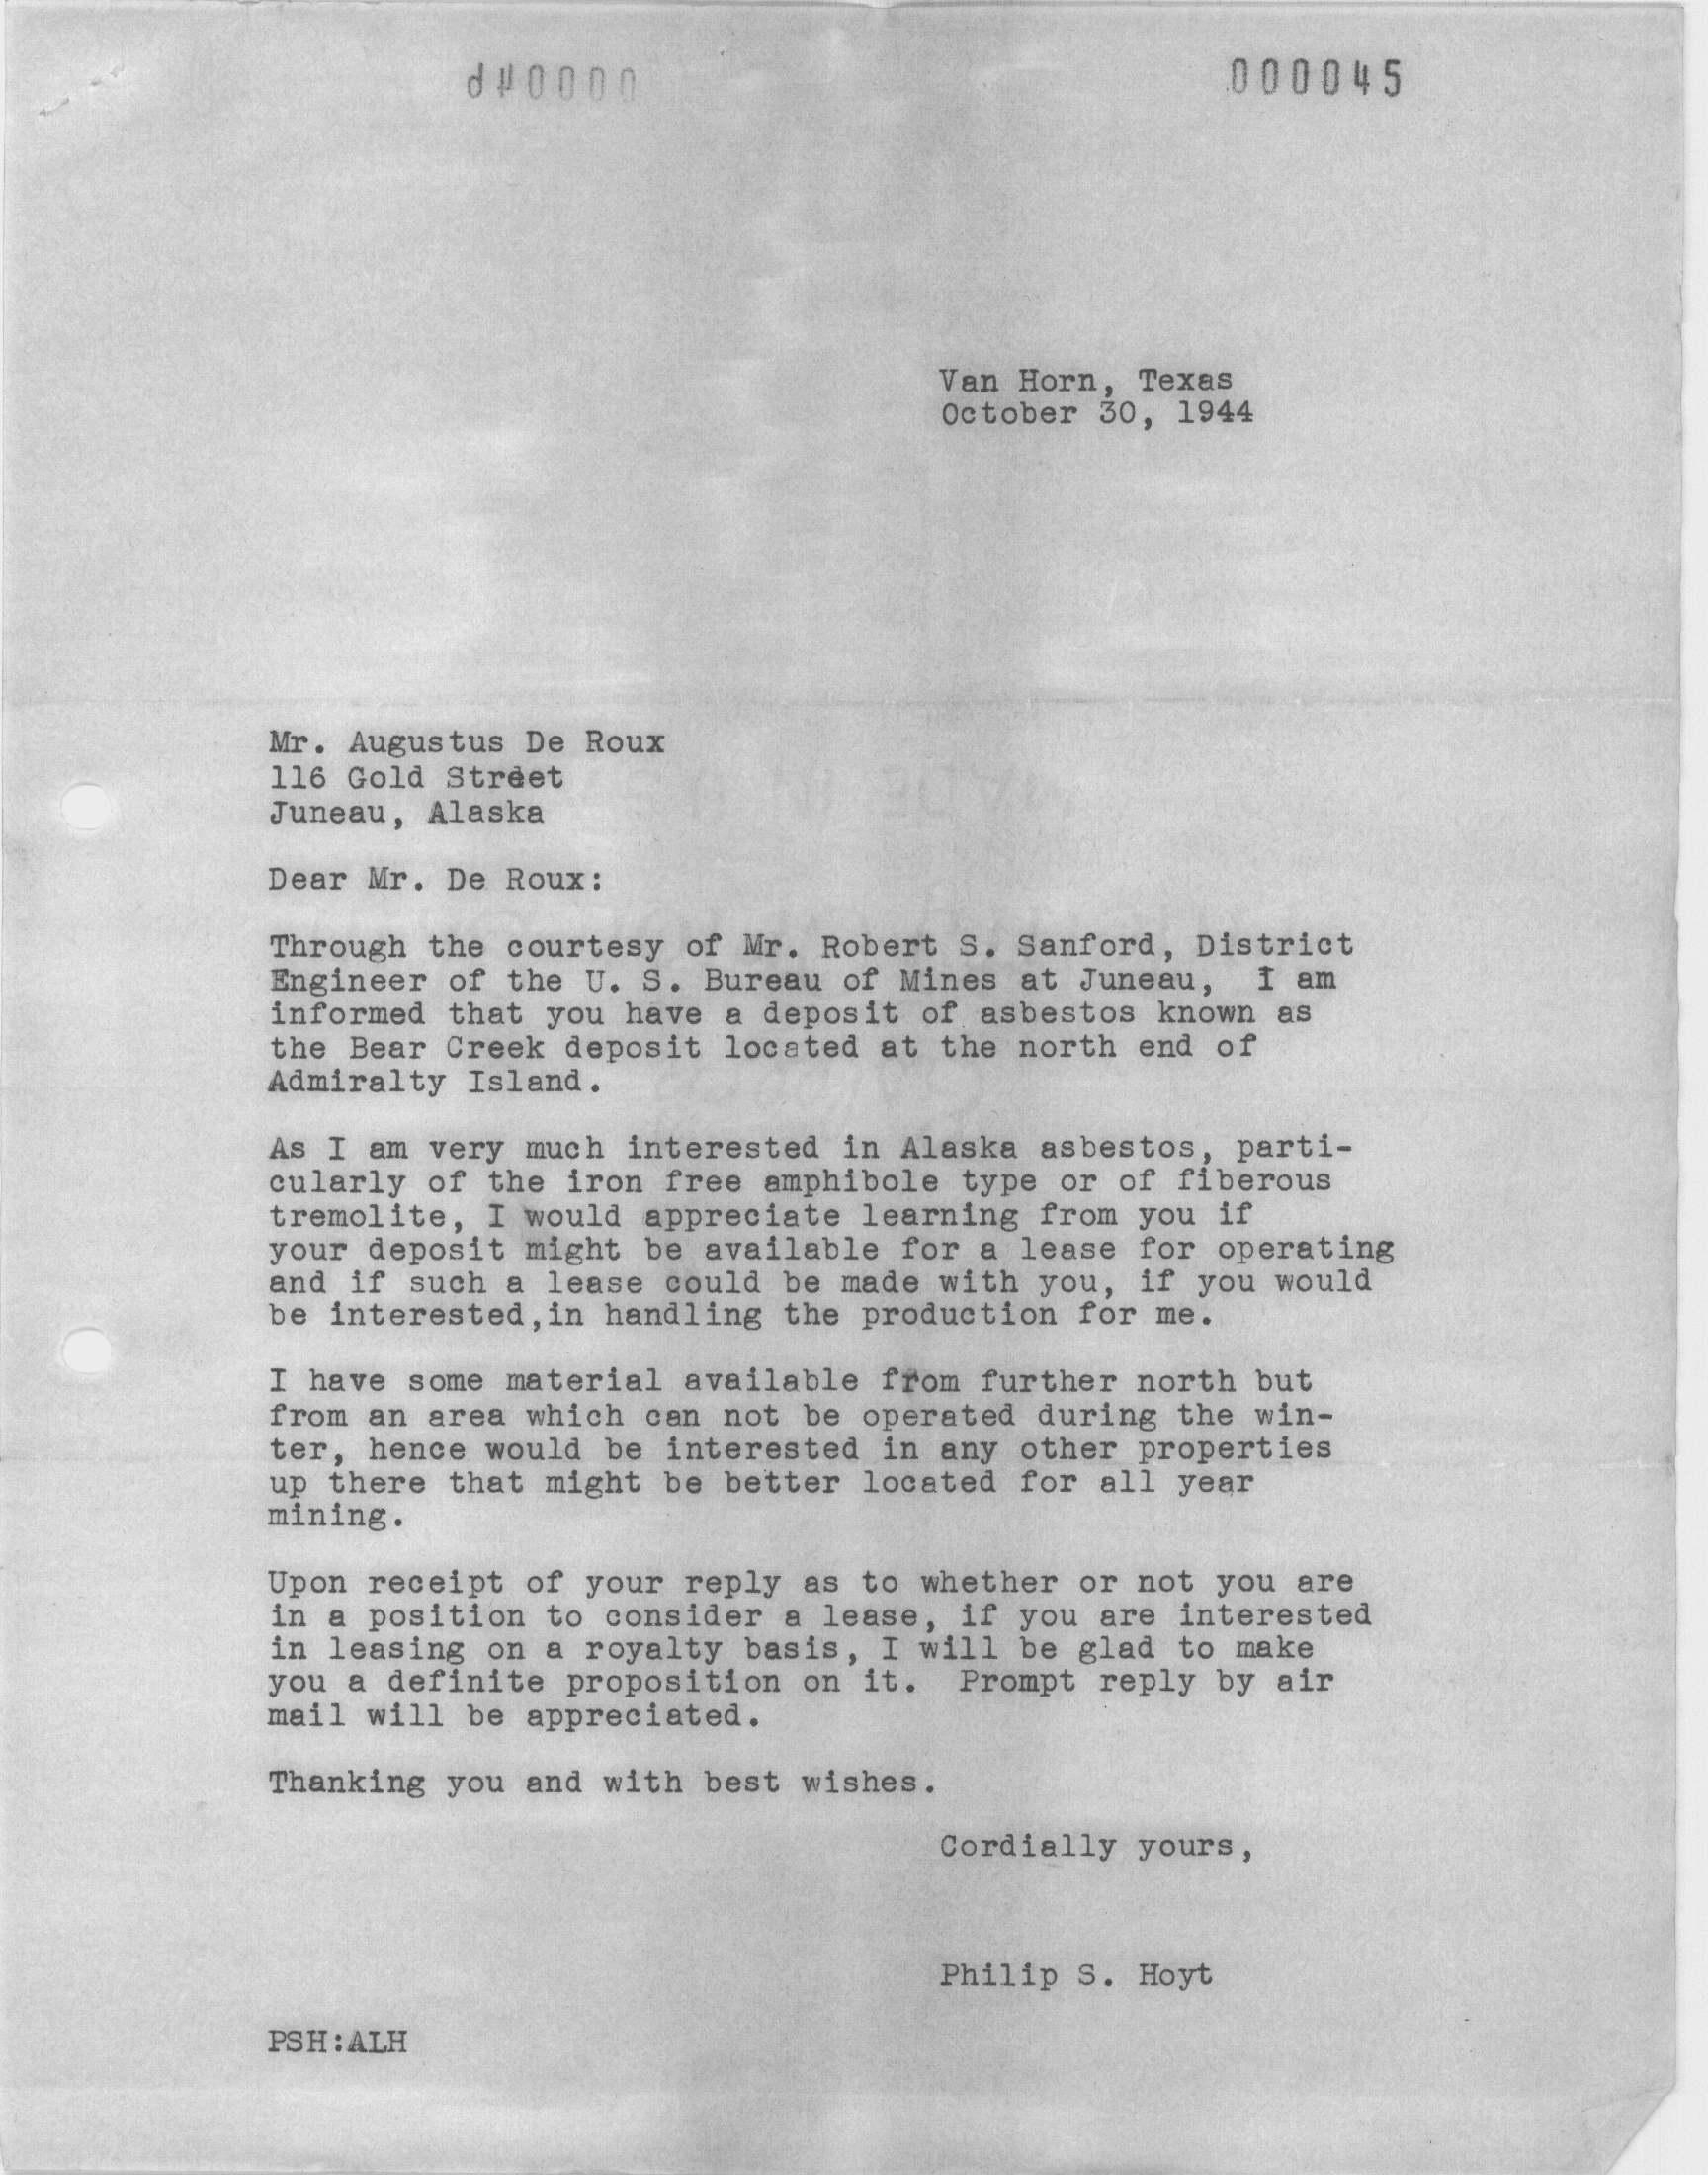 000045
Van Horn, Texas
October 30, 1944
Mr. Augustus De Roux
116 Gold Street
Juneau, Alaska
Dear Mr. De Roux:
Through the courtesy of Mr. Robert S. Sanford, District
Engineer of the U. S. Bureau of Mines at Juneau, I am
informed that you have a deposit of asbestos known as
the Bear Creek deposit located at the north end of
Admiralty Island.
As I am very much interested in Alaska asbestos, parti-
cularly of the iron free amphibole type or of fiberous
tremolite, I would appreciate learning from you if
your deposit might be available for a lease for operating
and if such a lease could be made with you, if you would
be interested,in handling the production for me.
I have some material available from further north but
from an area which can not be operated during the win-
ter, hence would be interested in any other properties
up there that might be better located for all year
mining.
Upon receipt of your reply as to whether or not you are
in a position to consider a lease, if you are interested
in leasing on a royalty basis, I will be glad to make
you a definite proposition on it. Prompt reply by air
mail will be appreciated.
Thanking you and with best wishes.
Cordially yours,
Philip S. Hoyt
PSH:ALH